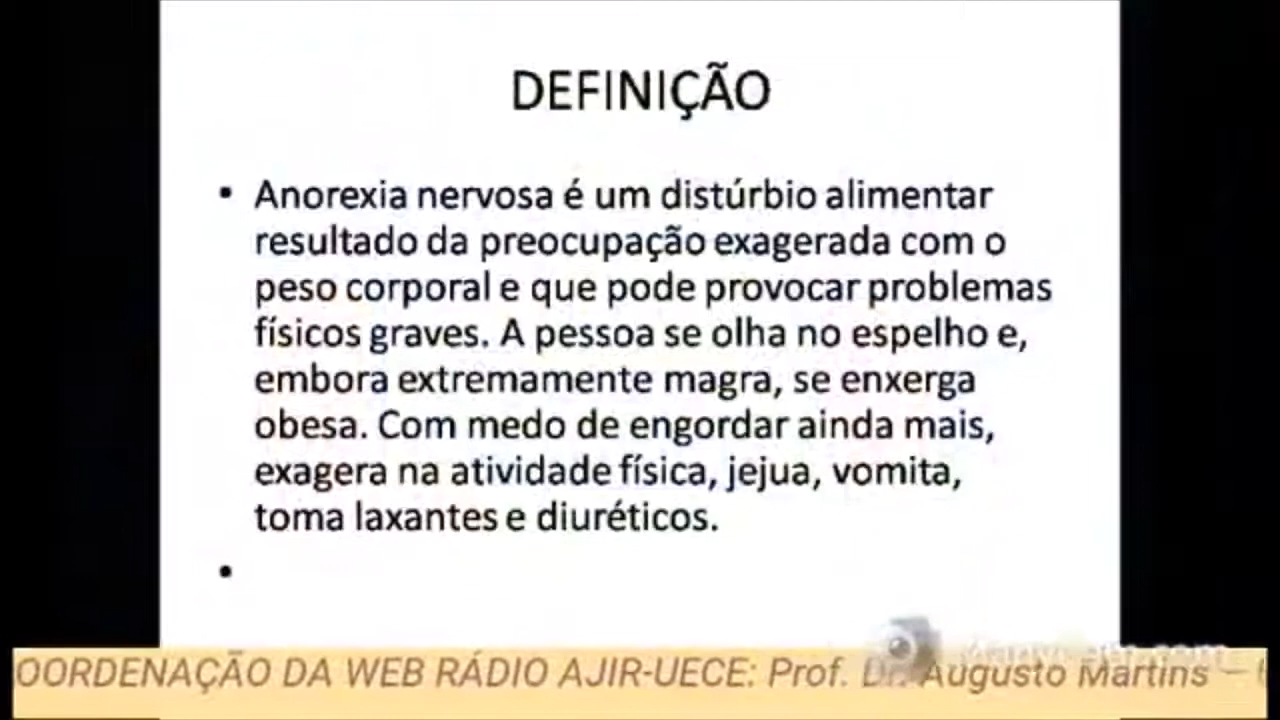 DEFINIÇÃO
• Anorexia nervosa é um distúrbio alimentar
resultado da preocupação exagerada com o
peso corporal e que pode provocar problemas
físicos graves. A pessoa se olha no espelho e,
embora extremamente magra, se enxerga
obesa. Com medo de engordar ainda mais,
exagera na atividade física, jejua, vomita,
toma laxantes e diuréticos.
•
OORDENAÇÃO DA WEB RÁDIO AJIR-UECE: Prof. Dr. Augusto Martins –